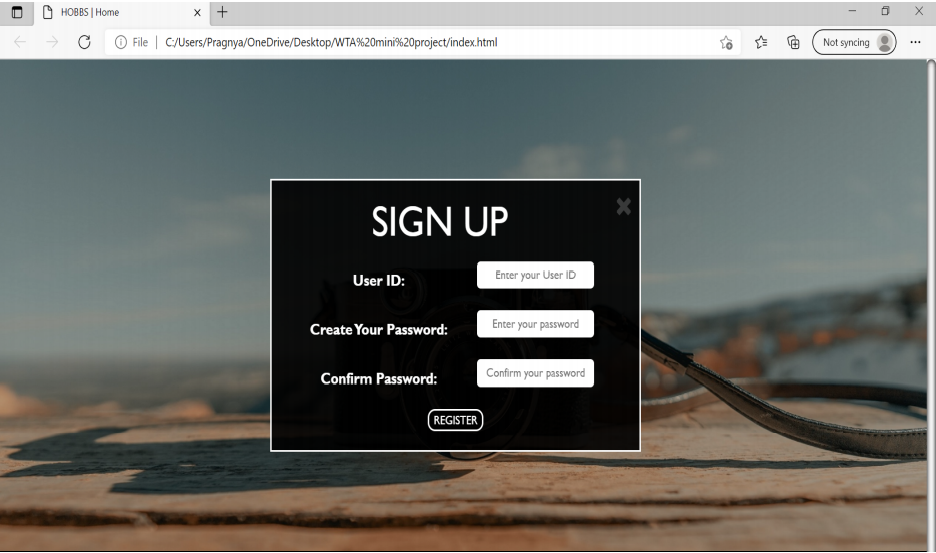 HOBBS | Home
File | C:/Users/Pragnya/OneDrive/Desktop/WTA%20mini%20project/index.html
Not syncing
SIGN UP
User ID:
Enter your User ID
Create Your Password:
Enter your password
Confirm Password:
Confirm your password
REGISTER